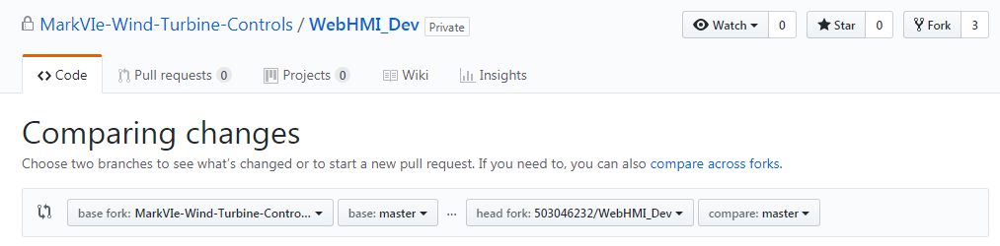 MarkVIe-Wind-Turbine-Controls / WebHMI_Dev Private Watch 0 Star 0 Fork 3
Code Pull requests 0 Projects 0 Wiki Insights
Comparing changes
Choose two branches to see what's changed or to start a new pull request. If you need to, you can also compare across forks.
base fork: MarkVIe-Wind-Turbine-Contro... base: master ... head fork: 503046232/WebHMI_Dev compare: master